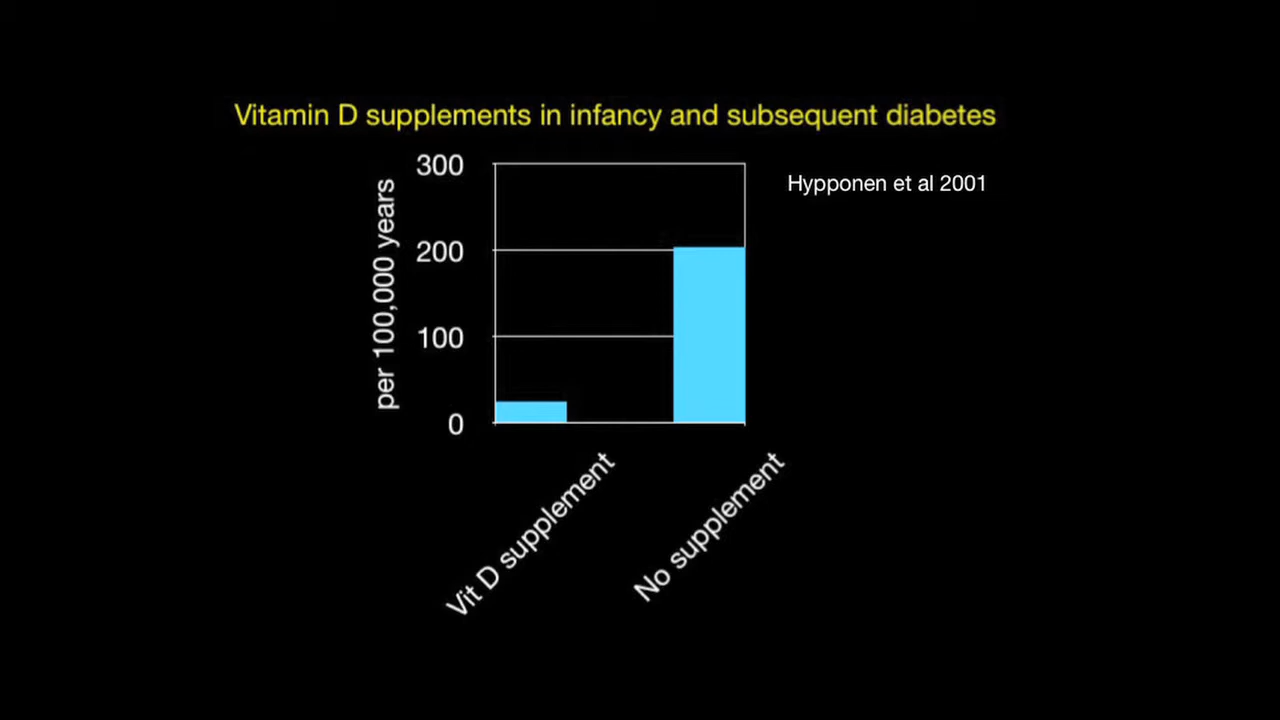 Vitamin D supplements in infancy and subsequent diabetes
Hypponen et al 2001
per 100,000 years
300
200
100
0
Vit D supplement
No supplement